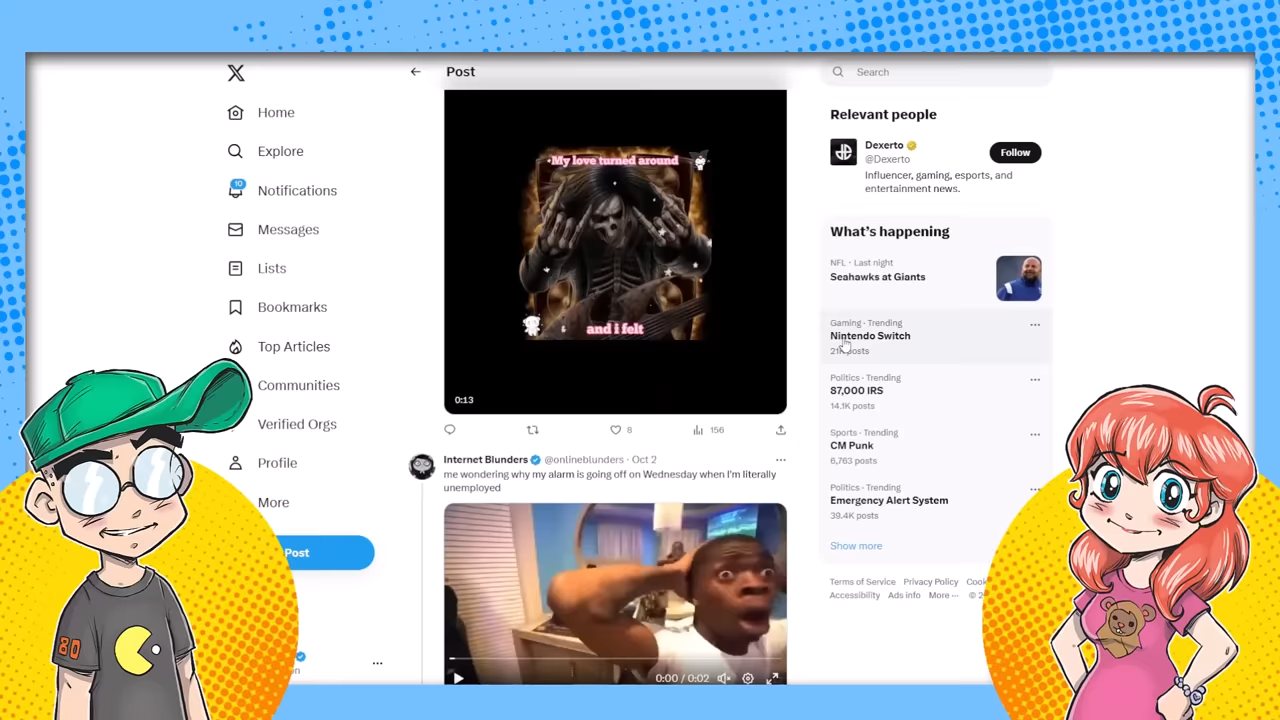 Home
Explore
10
Notifications
Messages
Lists
Bookmarks
Top Articles
Communities
Verified Orgs
Profile
More
Post
80
Post
My love turned around
and i felt
0:13
8
156
Internet Blunders @onlineblunders · Oct 2
me wondering why my alarm is going off on Wednesday when I'm literally
unemployed
0:00 / 0:02
Search
Relevant people
Dexerto
@Dexerto
Follow
Influencer, gaming, esports, and
entertainment news.
What's happening
NFL · Last night
Seahawks at Giants
Gaming · Trending
Nintendo Switch
posts
Politics · Trending
87,000 IRS
14.1K posts
Sports · Trending
CM Punk
6,763 posts
Politics · Trending
Emergency Alert System
39.4K posts
Show more
Terms of Service Privacy Policy
Accessibility Ads info More ···